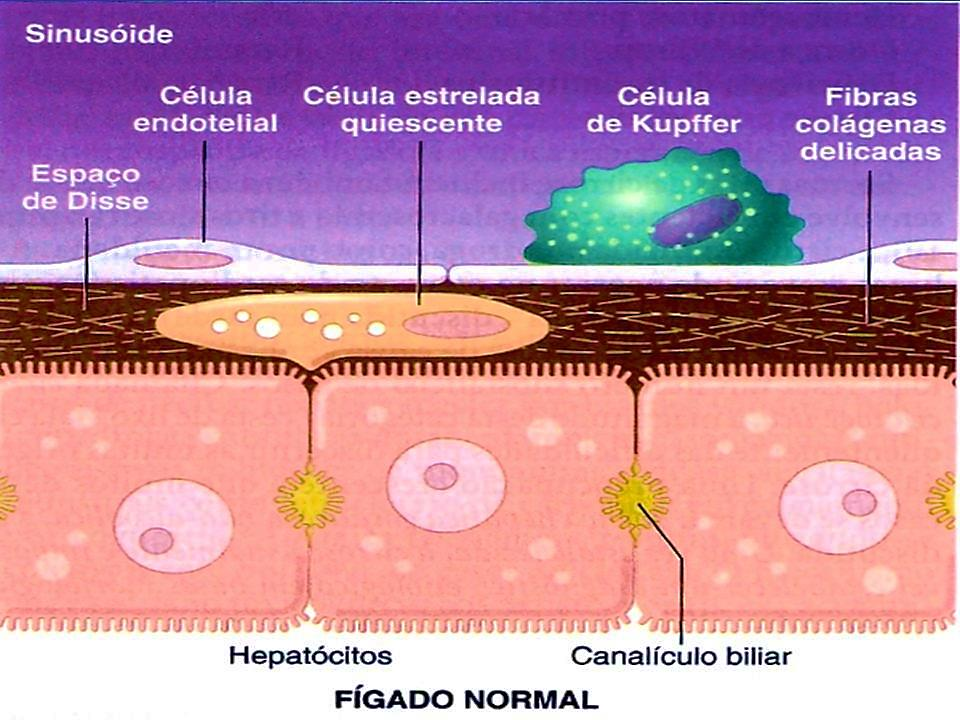 Sinusóide
Célula
endotelial
Célula estrelada
quiescente
Célula
de Kupffer
Fibras
colágenas
delicadas
Espaço
de Disse
Hepatócitos
Canalículo biliar
FÍGADO NORMAL